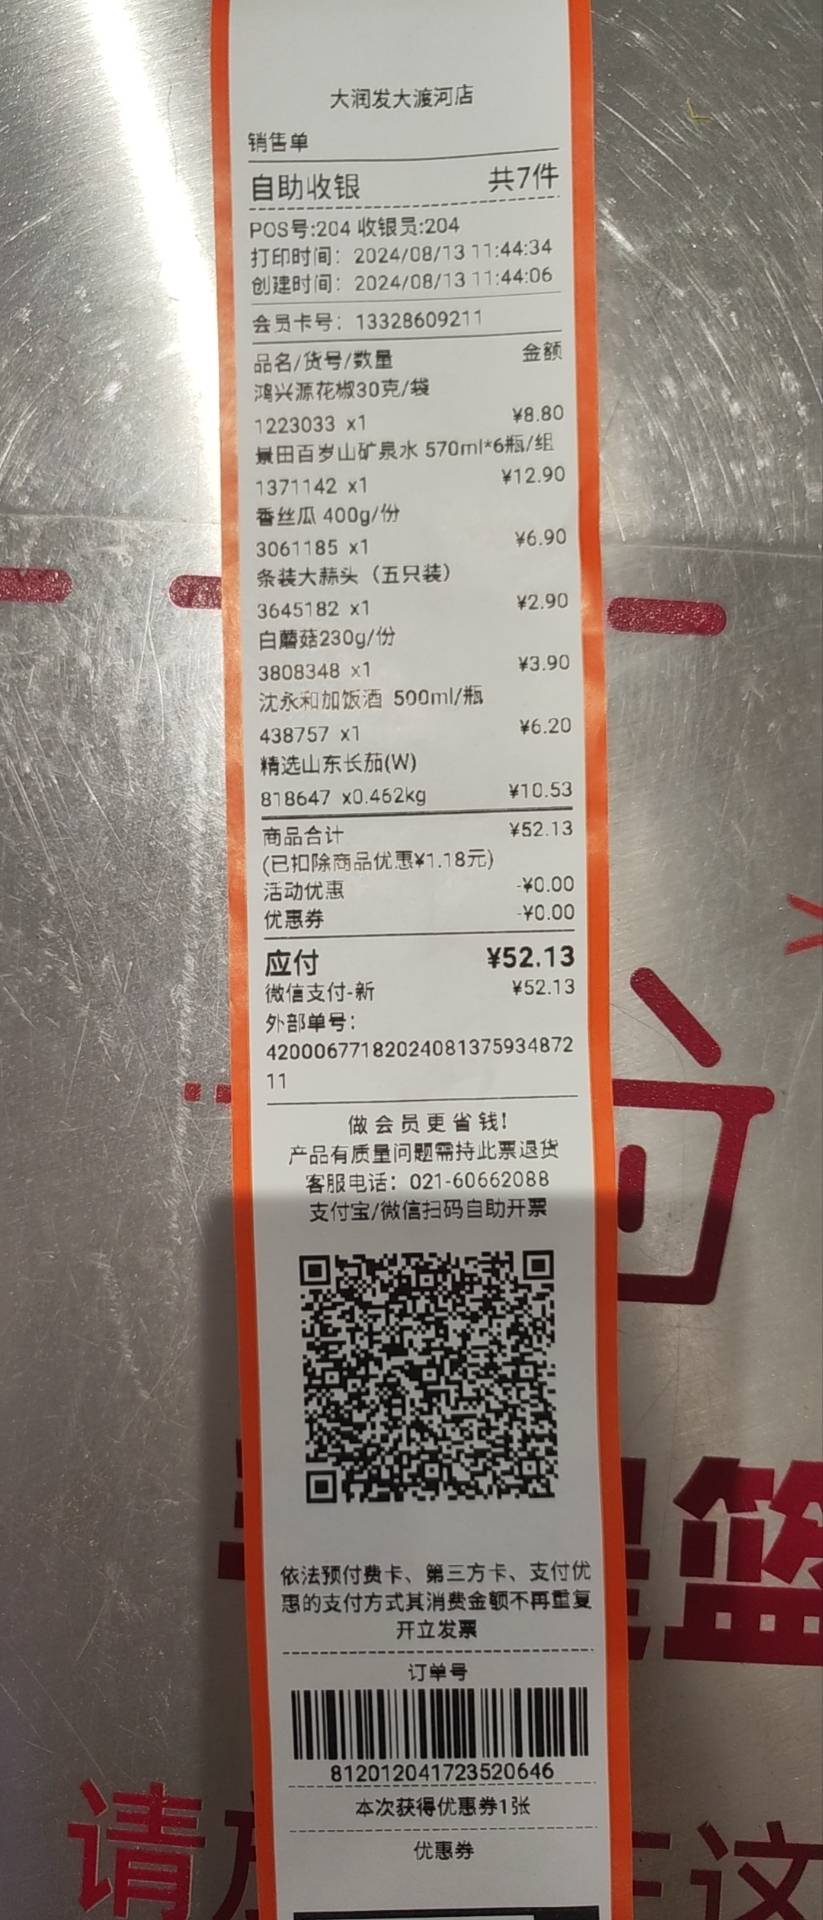 大润发大渡河店
销售单
自助收银 共7件
POS号:204 收银员:204
打印时间: 2024/08/13 11:44:34
创建时间: 2024/08/13 11:44:06
会员卡号: 13328609211
品名/货号/数量 金额
鸿兴源花椒30克/袋
1223033 x1 ¥8.80
景田百岁山矿泉水 570ml*6瓶/组
1371142 x1 ¥12.90
香丝瓜 400g/份
3061185 x1 ¥6.90
条装大蒜头（五只装）
3645182 x1 ¥2.90
白蘑菇230g/份
3808348 x1 ¥3.90
沈永和加饭酒 500ml/瓶
438757 x1 ¥6.20
精选山东长茄(W)
818647 x0.462kg ¥10.53
商品合计 ¥52.13
(已扣除商品优惠¥1.18元)
活动优惠 -¥0.00
优惠券 -¥0.00
应付 ¥52.13
微信支付-新 ¥52.13
外部单号:
42000677182024081375934872
11
做会员更省钱!
产品有质量问题需持此票退货
客服电话: 021-60662088
支付宝/微信扫码自助开票
依法预付费卡、第三方卡、支付优
惠的支付方式其消费金额不再重复
开立发票
订单号
812012041723520646
本次获得优惠券1张
优惠券
篮
请
这